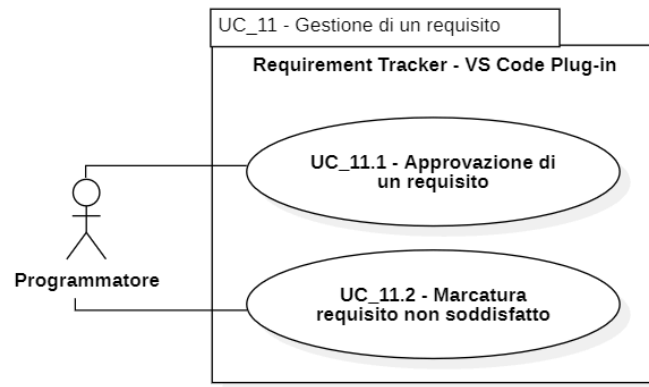 UC_11 - Gestione di un requisito
Requirement Tracker - VS Code Plug-in
UC_11.1 - Approvazione di
un requisito
Programmatore
UC_11.2 - Marcatura
requisito non soddisfatto